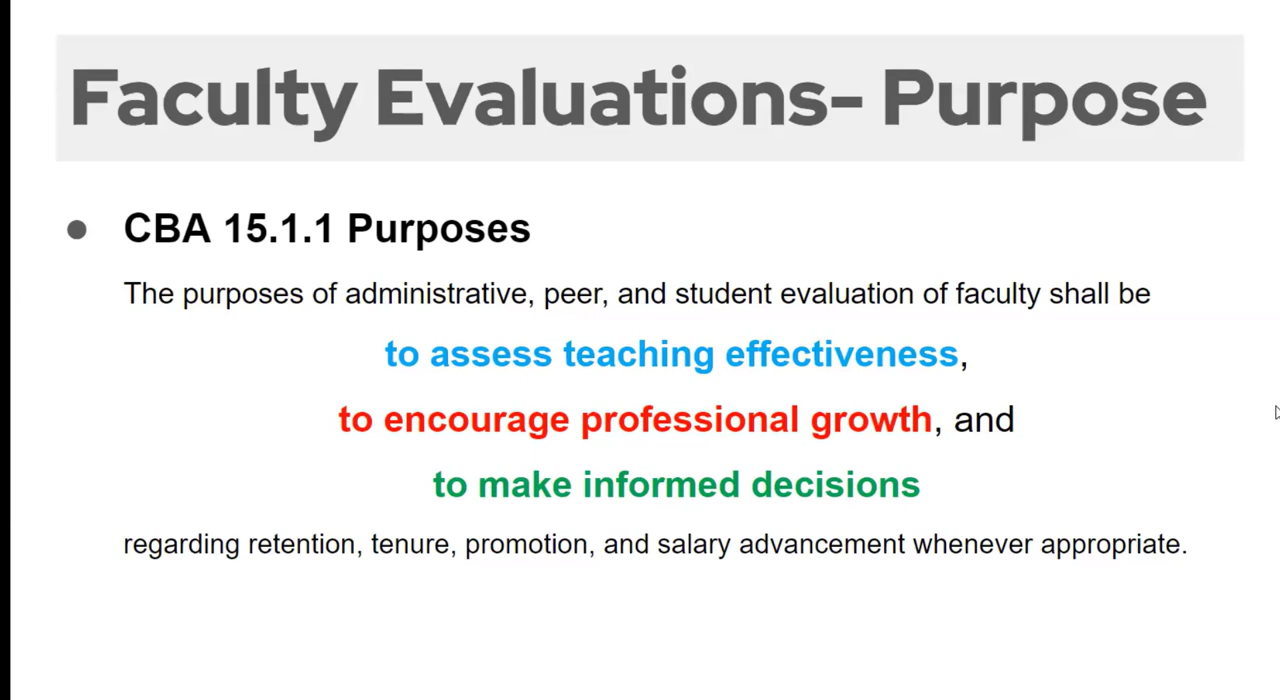 Faculty Evaluations- Purpose
● CBA 15.1.1 Purposes
The purposes of administrative, peer, and student evaluation of faculty shall be
to assess teaching effectiveness,
to encourage professional growth, and
to make informed decisions
regarding retention, tenure, promotion, and salary advancement whenever appropriate.